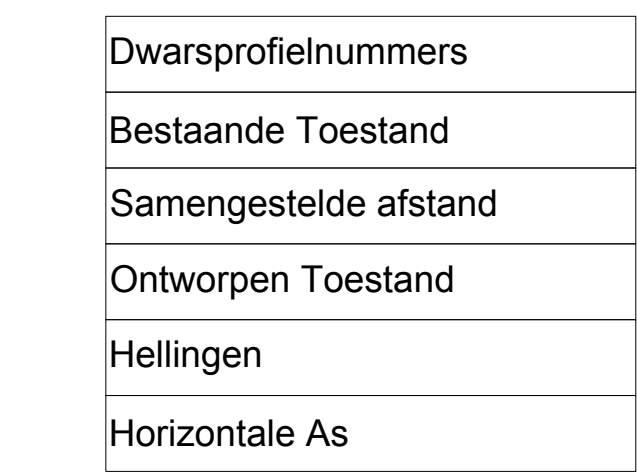 Dwarsprofielnummers
Bestaande Toestand
Samengestelde afstand
Ontworpen Toestand
Hellingen
Horizontale As